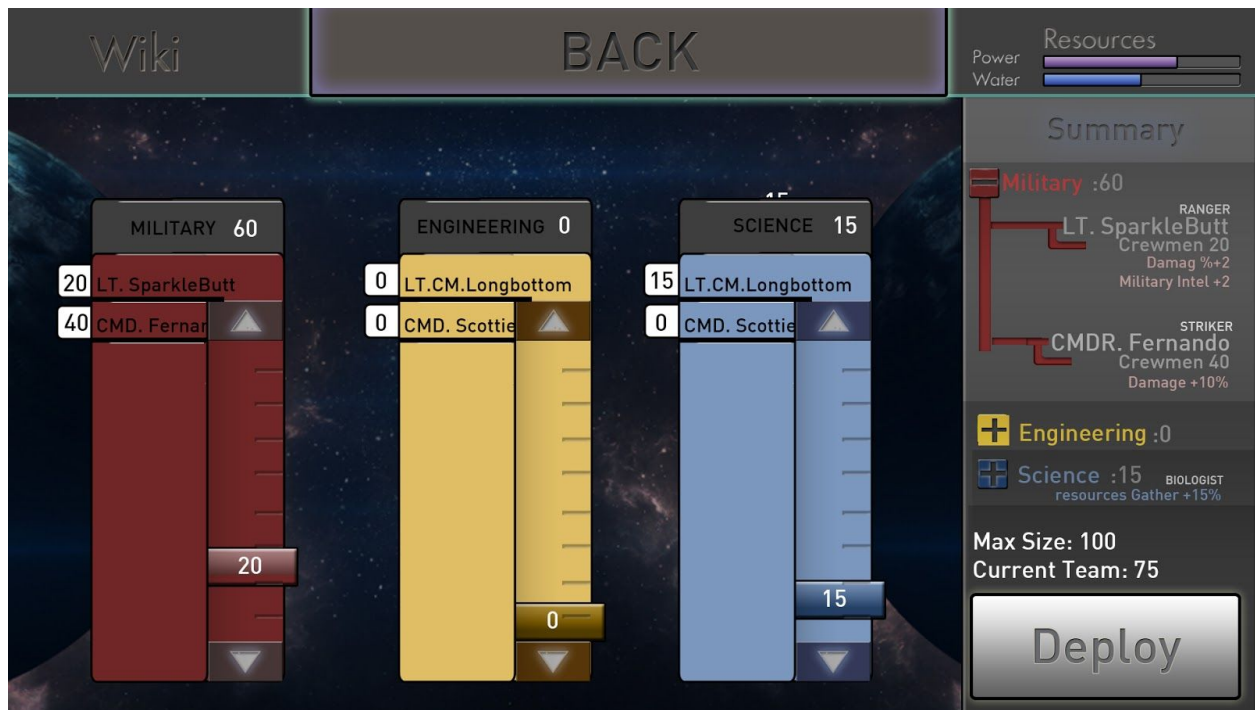 Wiki
BACK
Resources
Power
Water
Summary
MILITARY 60
20 LT. SparkleButt
40 CMD. Fernar
20
ENGINEERING 0
0 LT.CM.Longbottom
0 CMD. Scottie
0
SCIENCE 15
15 LT.CM.Longbottom
0 CMD. Scottie
15
Military :60
RANGER
LT. SparkleButt
Crewmen 20
Damag %+2
Military Intel +2
STRIKER
CMDR. Fernando
Crewmen 40
Damage +10%
Engineering :0
Science :15 BIOLOGIST
resources Gather +15%
Max Size: 100
Current Team: 75
Deploy